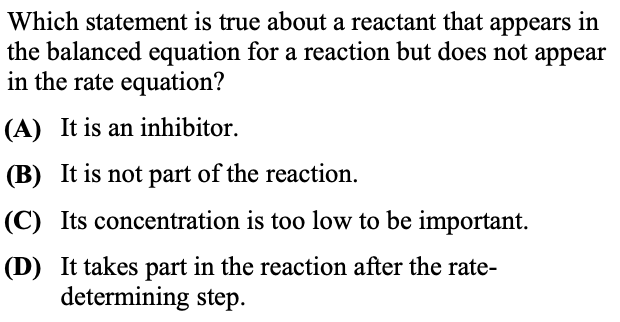 Which statement is true about a reactant that appears in
the balanced equation for a reaction but does not appear
in the rate equation?
(A) It is an inhibitor.
(B) It is not part of the reaction.
(C) Its concentration is too low to be important.
(D) It takes part in the reaction after the rate-
determining step.